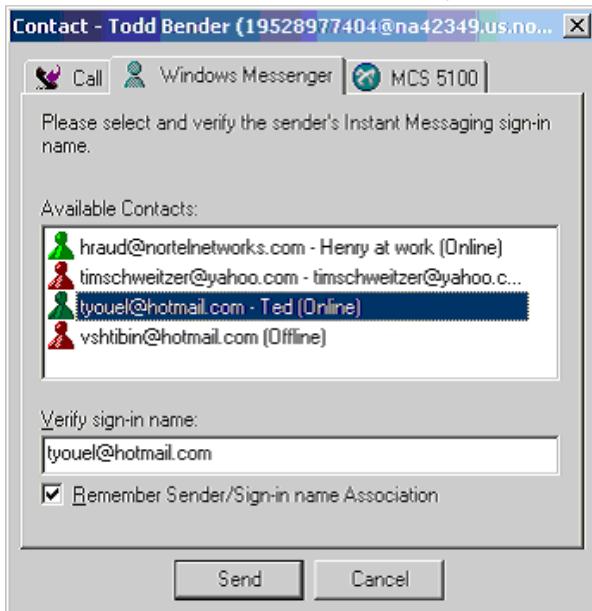 Contact - Todd Bender (19528977404@na42349.us.no...
Call
Windows Messenger
MCS 5100
Please select and verify the sender's Instant Messaging sign-in
name.
Available Contacts:
hraud@nortelnetworks.com - Henry at work (Online)
timschweitzer@yahoo.com - timschweitzer@yahoo.c...
tyouel@hotmail.com - Ted (Online)
vshtibin@hotmail.com (Offline)
Verify sign-in name:
tyouel@hotmail.com
Remember Sender/Sign-in name Association
Send
Cancel